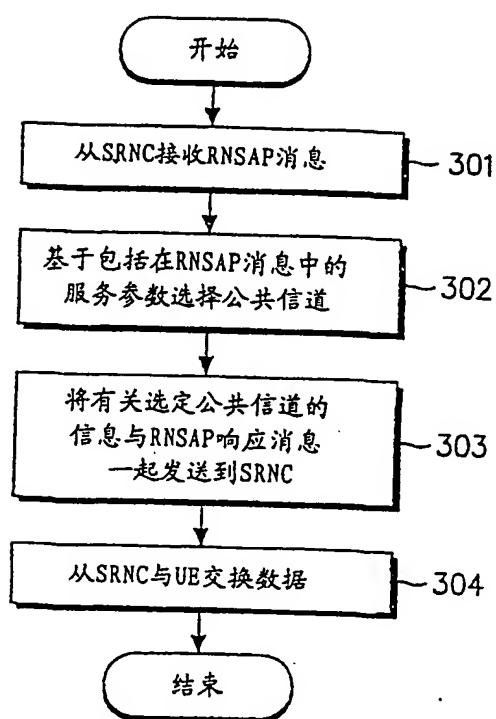 开始
从SRNC接收RNSAP消息
301
基于包括在RNSAP消息中的
服务参数选择公共信道
302
将有关选定公共信道的
信息与RNSAP响应消息
一起发送到SRNC
303
从SRNC与UE交换数据
304
结束